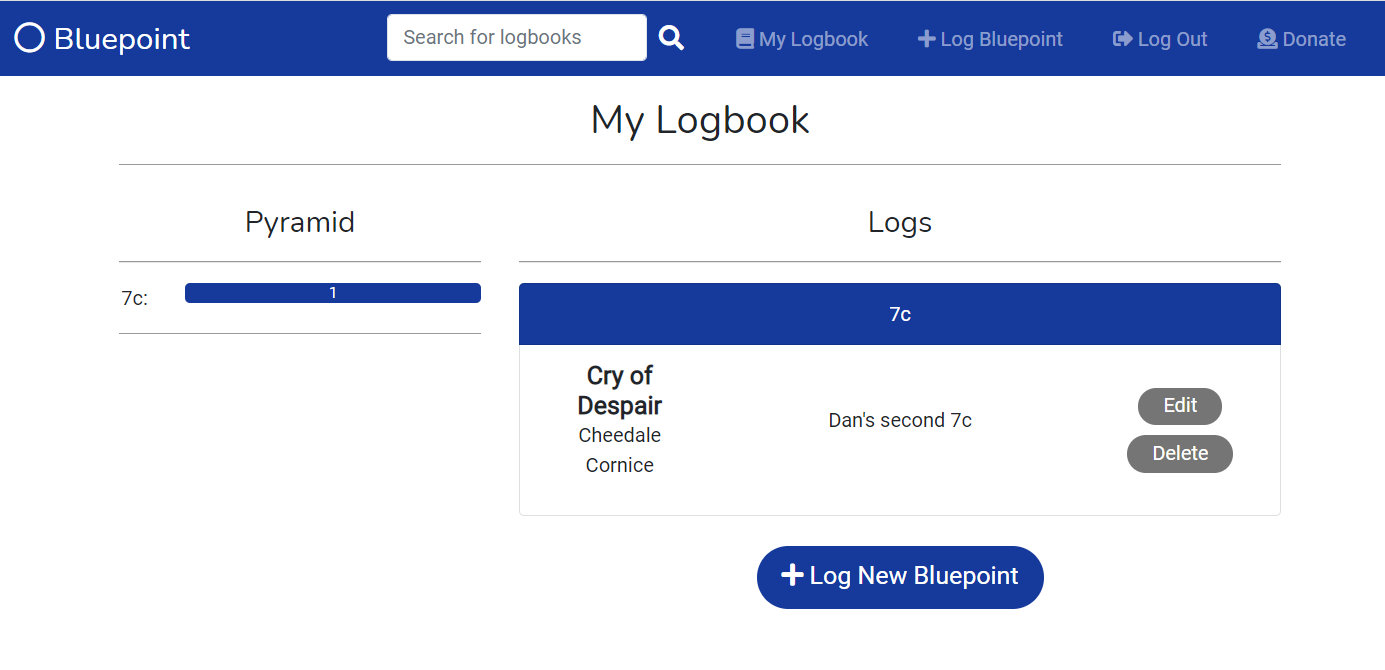 Bluepoint
Search for logbooks
My Logbook
Log Bluepoint
Log Out
Donate
My Logbook
Pyramid
7c:
1
Logs
7c
Cry of
Despair
Cheedale
Cornice
Dan's second 7c
Edit
Delete
Log New Bluepoint